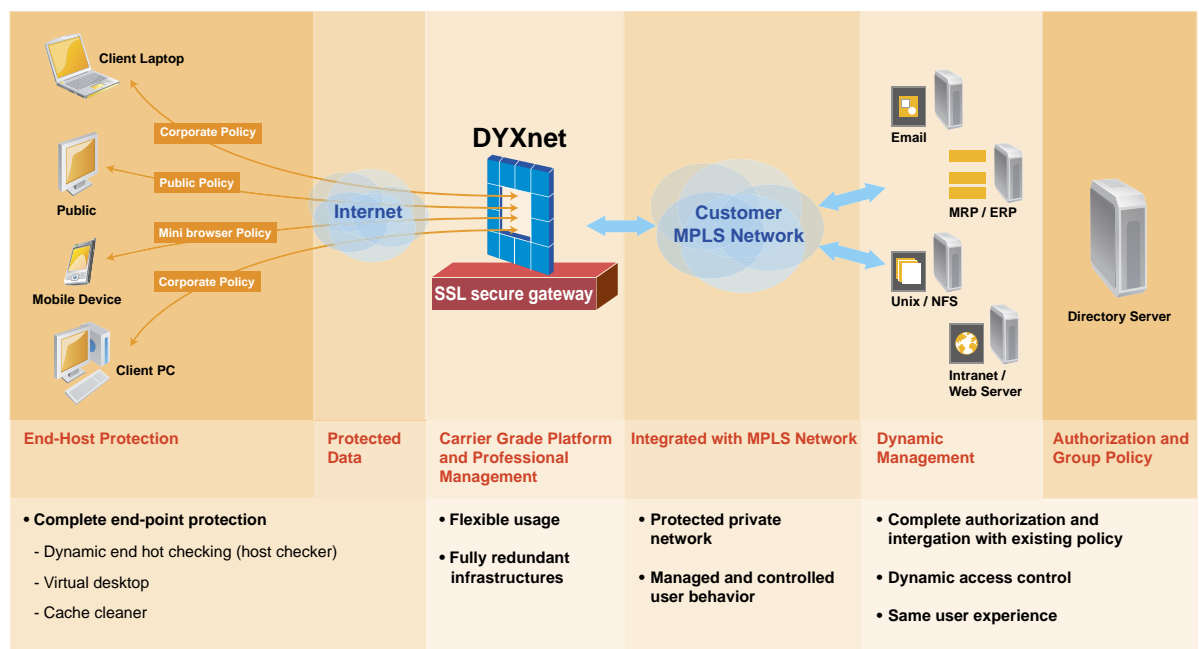 Client Laptop
Corporate Policy
Public Policy
Public
Mini browser Policy
Mobile Device
Corporate Policy
Client PC
Internet
DYXnet
SSL secure gateway
Customer
MPLS Network
Email
MRP / ERP
Unix / NFS
Intranet /
Web Server
Directory Server
End-Host Protection
Protected
Data
Carrier Grade Platform
and Professional
Management
Integrated with MPLS Network
Dynamic
Management
Authorization and
Group Policy
• Complete end-point protection
- Dynamic end hot checking (host checker)
- Virtual desktop
- Cache cleaner
• Flexible usage
• Fully redundant
infrastructures
• Protected private
network
• Managed and controlled
user behavior
• Complete authorization and
intergation with existing policy
• Dynamic access control
• Same user experience